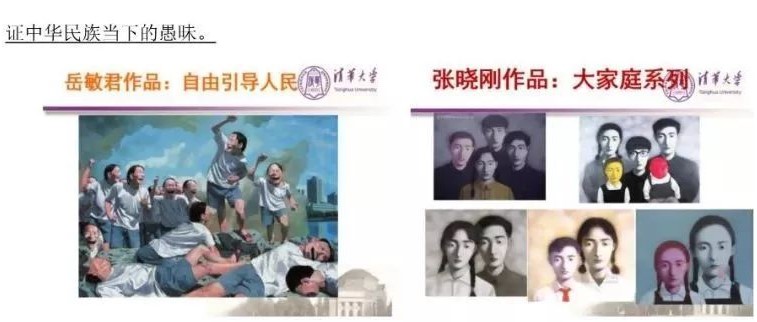 证中华民族当下的愚昧。
岳敏君作品：自由引导人民
清华大学
Tsinghua University
张晓刚作品：大家庭系列
清华大学
Tsinghua University